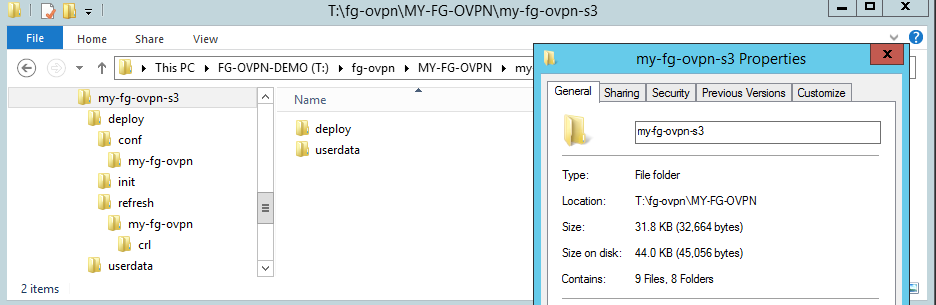 T:\fg-ovpn\MY-FG-OVPN\my-fg-ovpn-s3
File Home Share View
This PC FG-OVPN-DEMO (T:) fg-ovpn MY-FG-OVPN my
my-fg-ovpn-s3
deploy
conf
my-fg-ovpn
init
refresh
my-fg-ovpn
crl
userdata
Name
deploy
userdata
2 items
my-fg-ovpn-s3 Properties
General Sharing Security Previous Versions Customize
my-fg-ovpn-s3
Type: File folder
Location: T:\fg-ovpn\MY-FG-OVPN
Size: 31.8 KB (32,664 bytes)
Size on disk: 44.0 KB (45,056 bytes)
Contains: 9 Files, 8 Folders